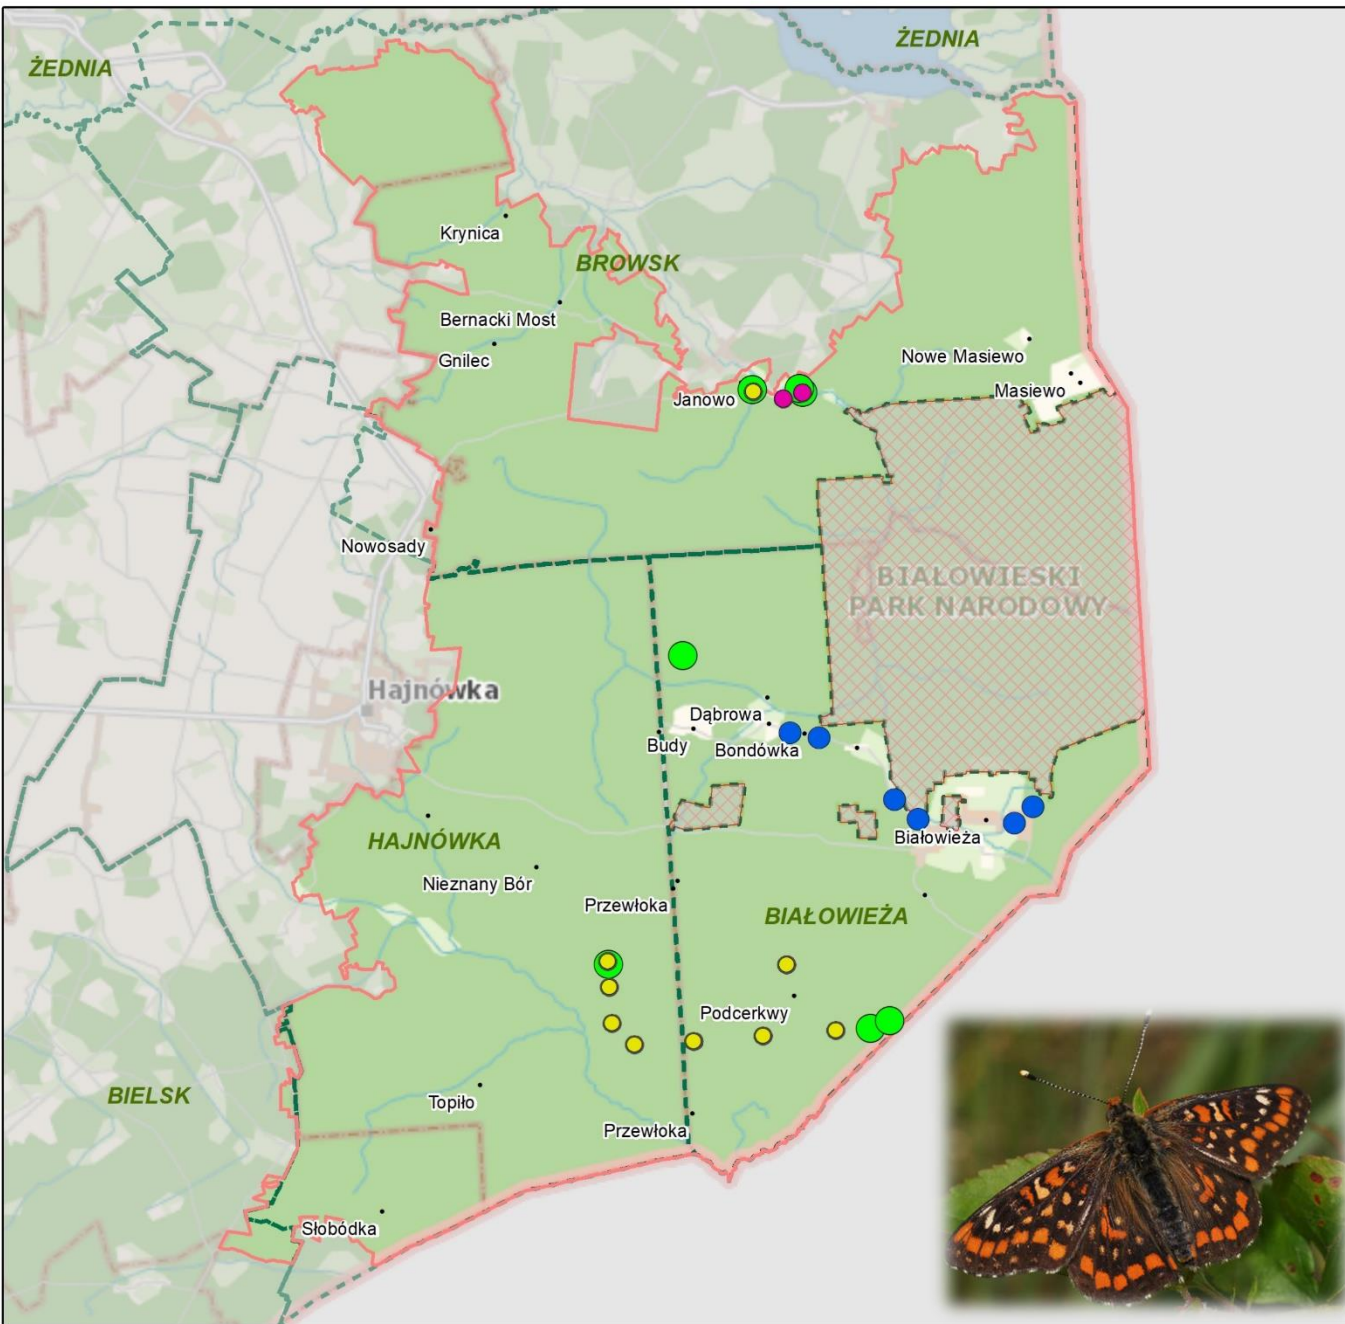 ŻEDNIA
ŻEDNIA
Krynica
BROWSK
Bernacki Most
Gnilec
Nowe Masiewo
Masiewo
Janowo
Nowosady
BIAŁOWIESKI
PARK NARODOWY
Hajnówka
Dąbrowa
Budy
Bondówka
HAJNÓWKA
Białowieża
Nieznany Bór
Przewłoka
BIAŁOWIEŻA
Podcerkwy
BIELSK
Topiło
Przewłoka
Słobódka